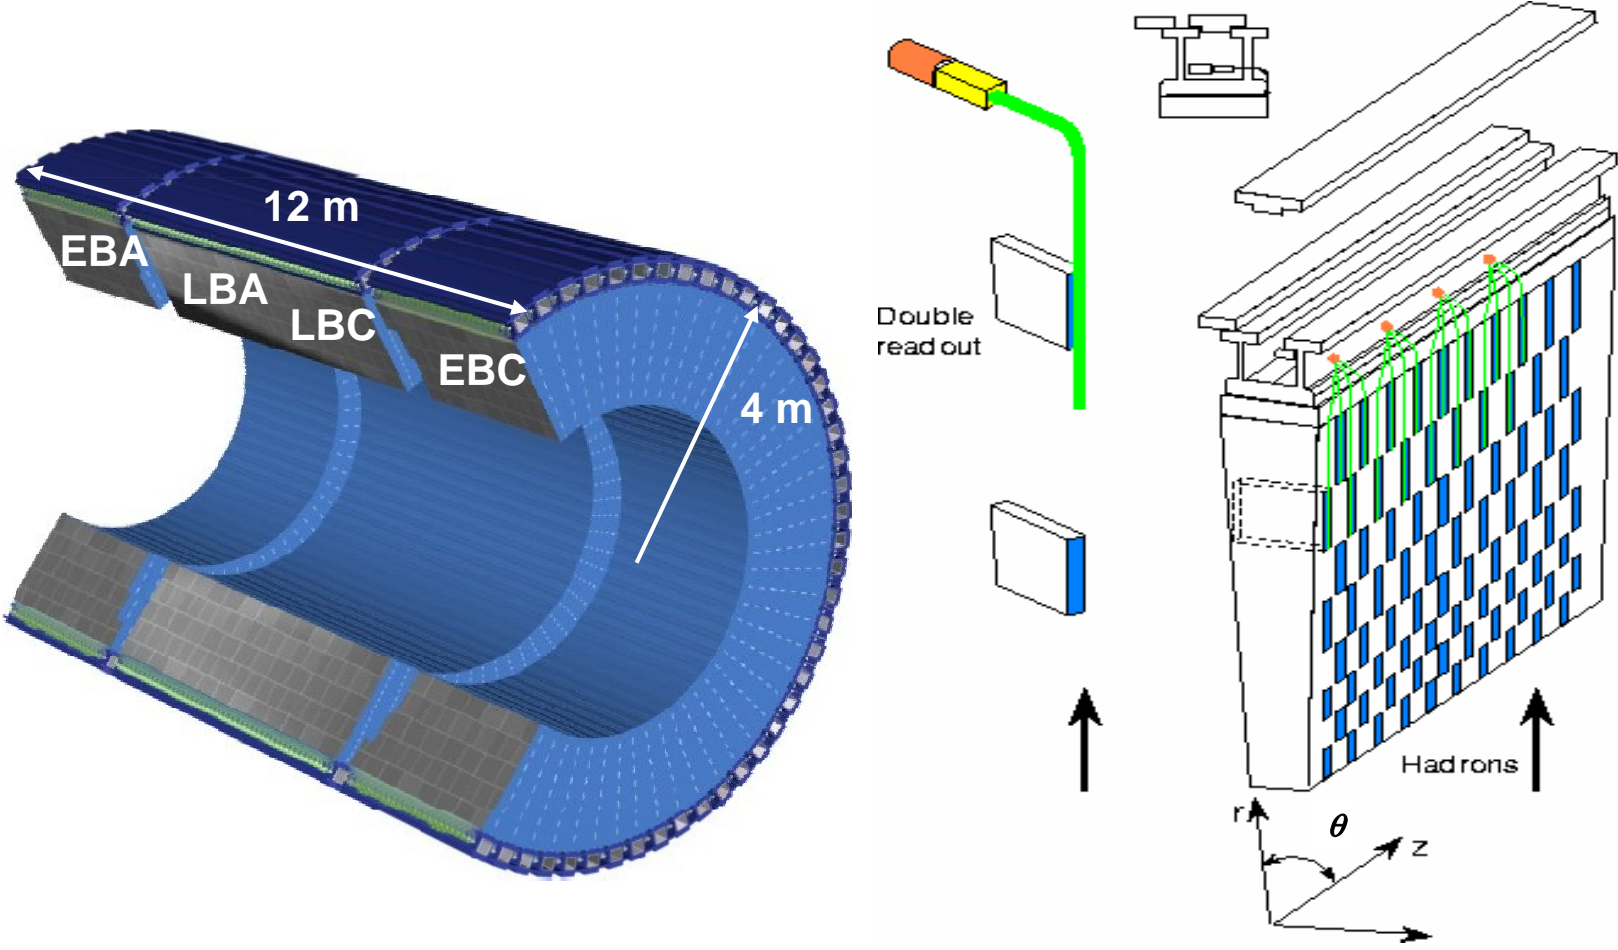 12 m
EBA
LBA
LBC
EBC
4 m
Double
read out
Hadrons
r
θ
z